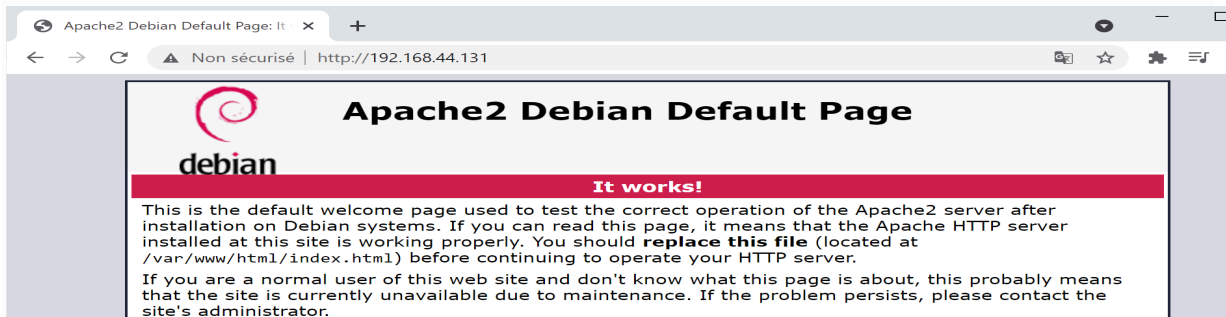 Apache2 Debian Default Page: It
Non sécurisé | http://192.168.44.131
debian
Apache2 Debian Default Page
It works!
This is the default welcome page used to test the correct operation of the Apache2 server after
installation on Debian systems. If you can read this page, it means that the Apache HTTP server
installed at this site is working properly. You should replace this file (located at
/var/www/html/index.html) before continuing to operate your HTTP server.
If you are a normal user of this web site and don't know what this page is about, this probably means
that the site is currently unavailable due to maintenance. If the problem persists, please contact the
site's administrator.